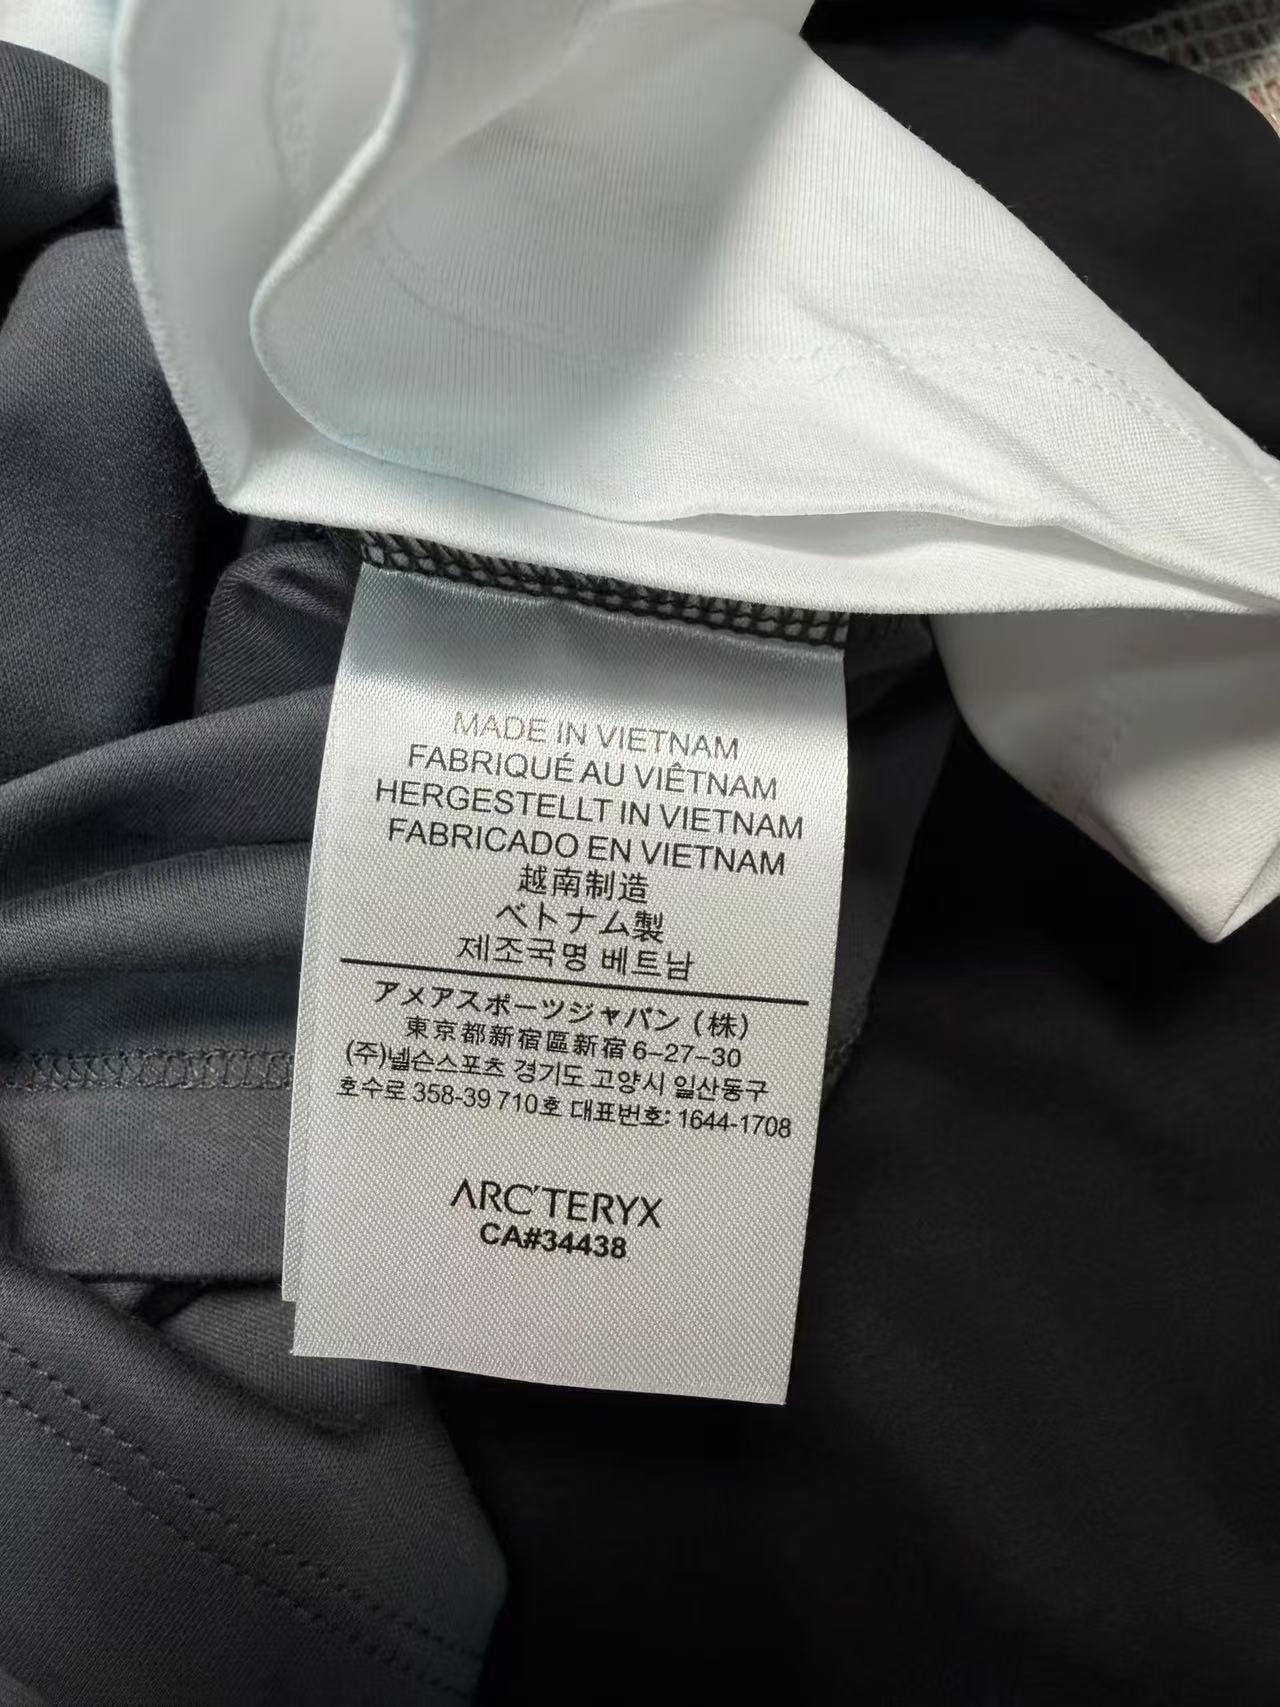 MADE IN VIETNAM
FABRIQUÉ AU VIÊTNAM
HERGESTELLT IN VIETNAM
FABRICADO EN VIETNAM
越南制造
ベトナム製
제조국명 베트남
アメアスポーツジャパン (株)
東京都新宿區新宿6-27-30
(주)넬슨스포츠 경기도 고양시 일산동구
호수로 358-39 710호 대표번호: 1644-1708
ARC'TERYX
CA#34438